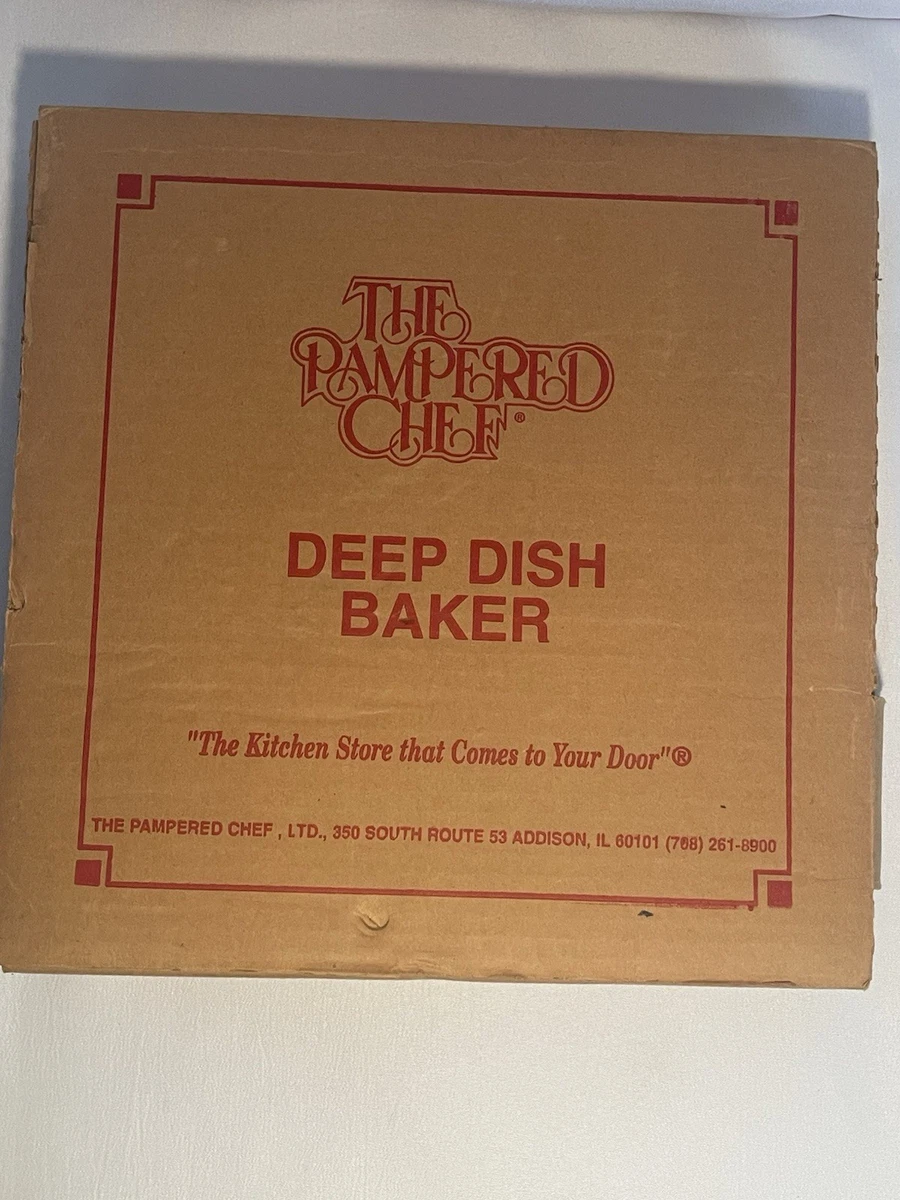 THE
PAMPERED
CHEF®
DEEP DISH
BAKER
"The Kitchen Store that Comes to Your Door"®
THE PAMPERED CHEF , LTD., 350 SOUTH ROUTE 53 ADDISON, IL 60101 (708) 261-8900